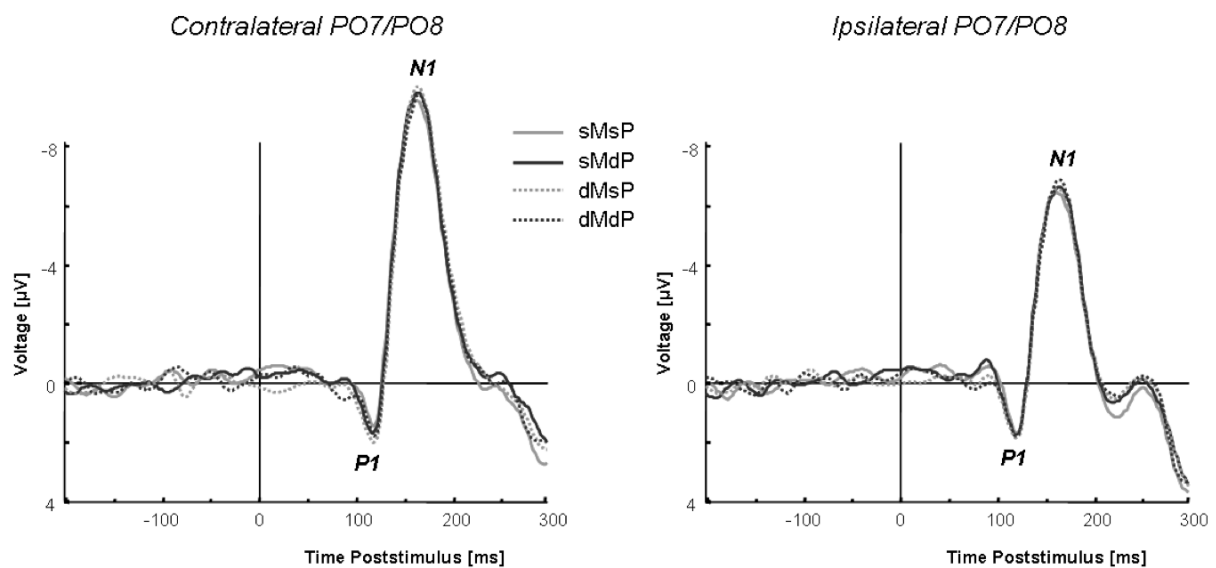 Contralateral PO7/PO8
N1
-8
-4
0
4
Voltage [µV]
P1
-100
0
100
200
300
Time Poststimulus [ms]
sMsP
sMdP
dMsP
dMdP
Ipsilateral PO7/PO8
N1
-8
-4
0
4
Voltage [µV]
P1
-100
0
100
200
300
Time Poststimulus [ms]